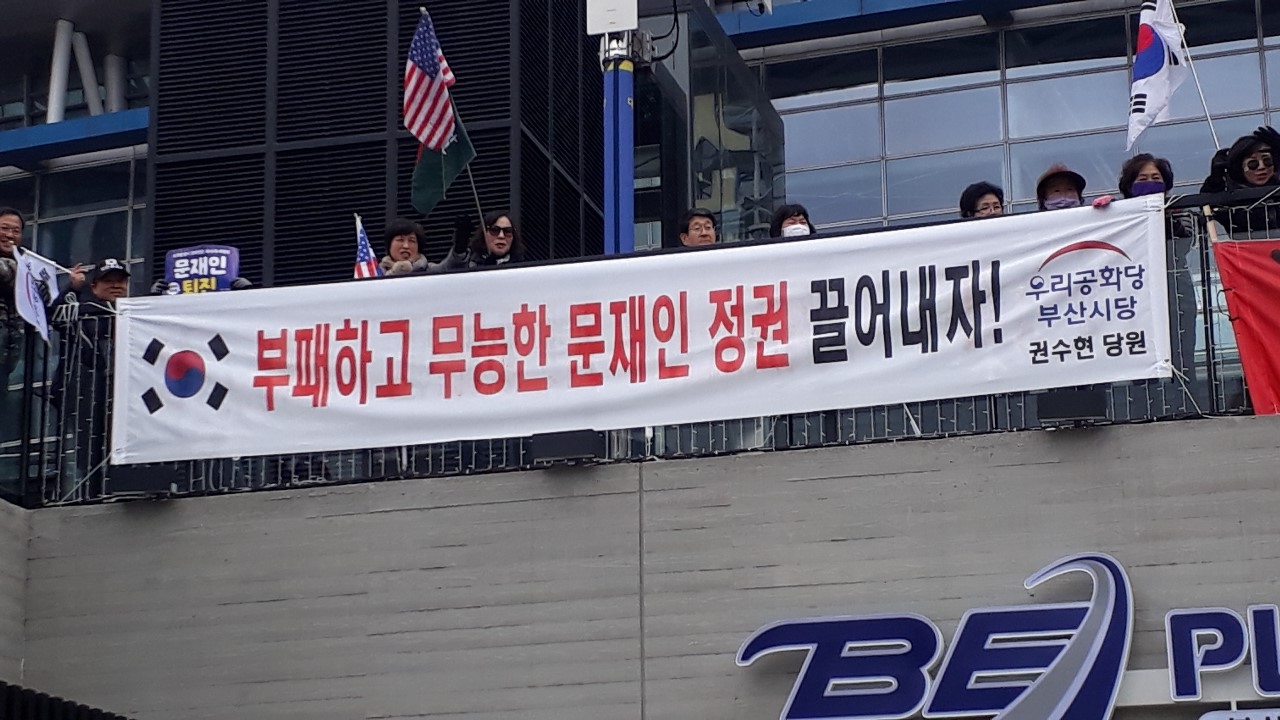 문재인
퇴진
부패하고 무능한 문재인 정권 끌어내자!
우리공화당
부산시당
권수현 당원
BE PL